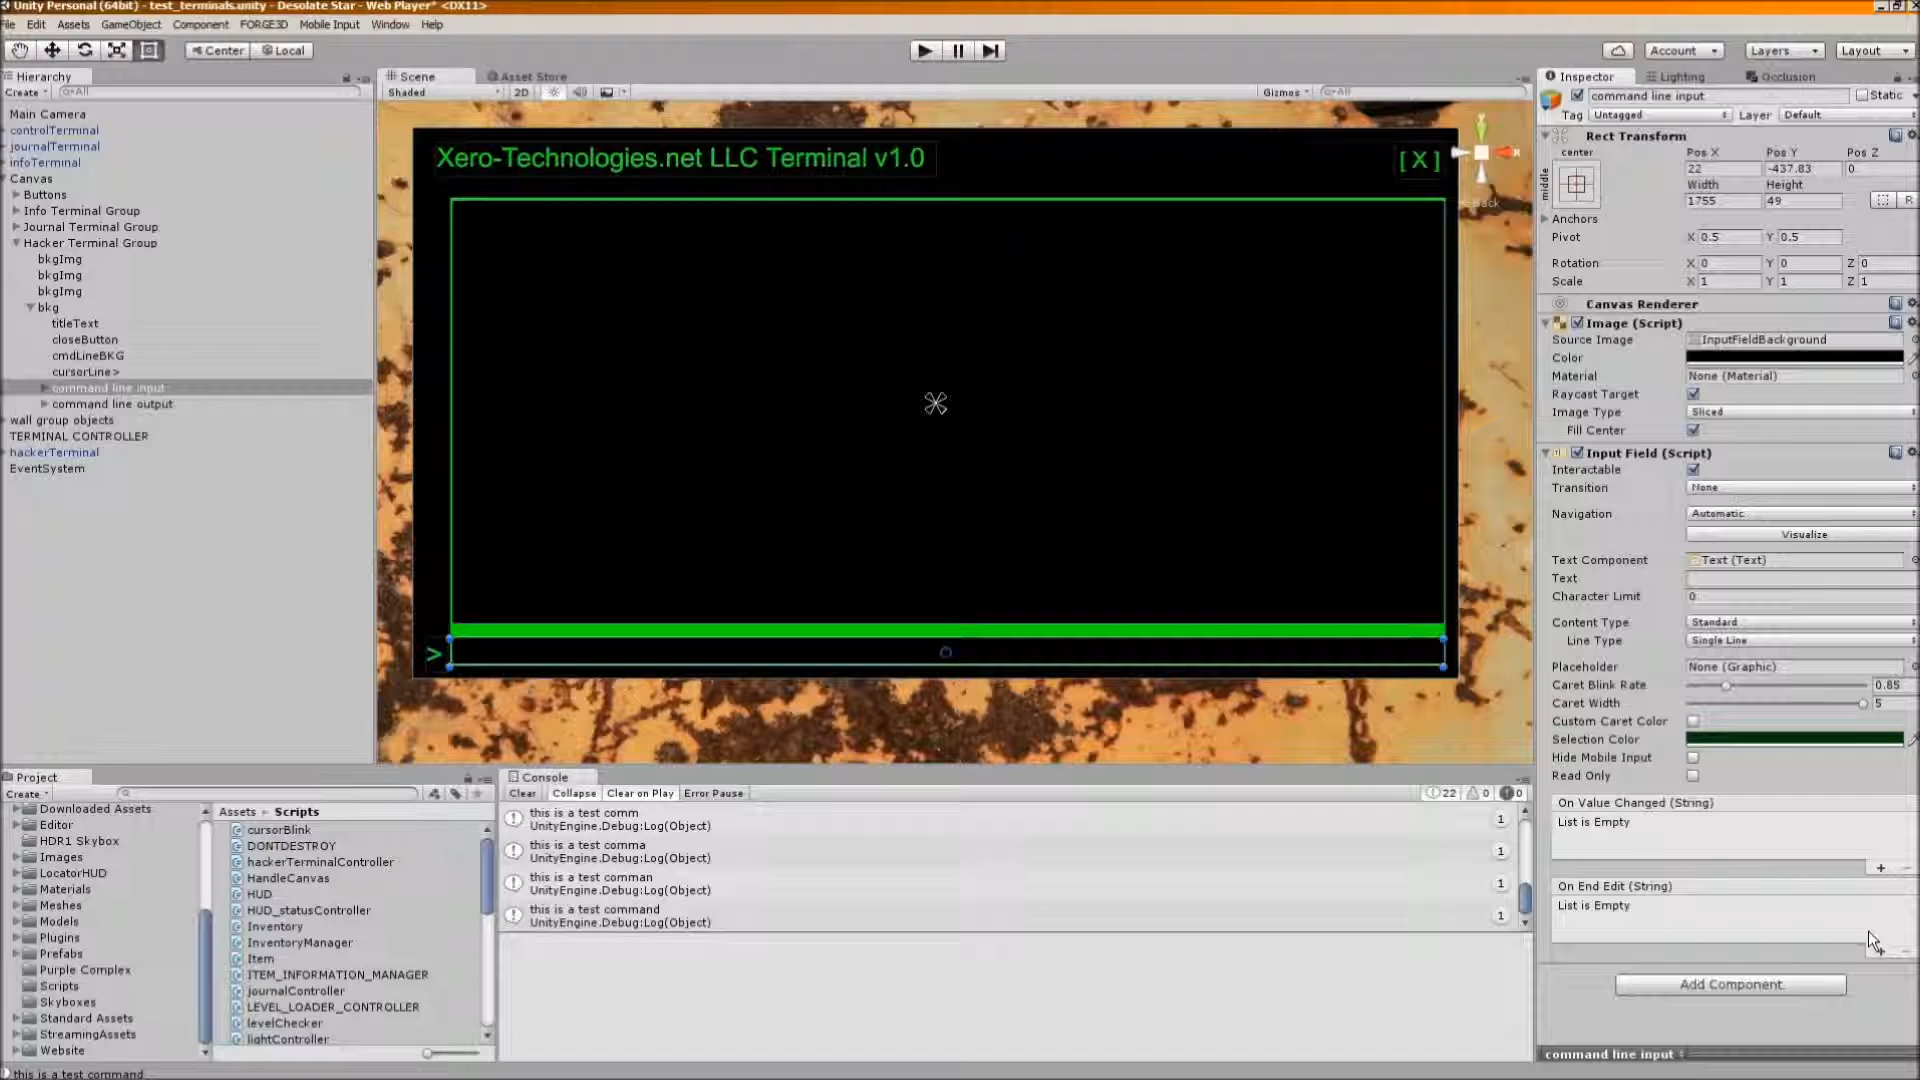 Unity Personal (64bit) - test_terminals.unity - Desolate Star - Web Player* <DX11>
File Edit Assets GameObject Component FORGE3D Mobile Input Window Help
Center Local Account Layers Layout
Hierarchy
Create All
Main Camera
controlTerminal
journalTerminal
infoTerminal
Canvas
Buttons
Info Terminal Group
Journal Terminal Group
Hacker Terminal Group
bkgImg
bkgImg
bkgImg
bkg
titleText
closeButton
cmdLineBKG
cursorLine>
command line input
command line output
wall group objects
TERMINAL CONTROLLER
hackerTerminal
EventSystem
Scene Asset Store
Shaded 2D Gizmos All
Xero-Technologies.net LLC Terminal v1.0 [ X ]
x
Back
>
Inspector Lighting Occlusion
command line input Static
Tag Untagged Layer Default
Rect Transform
center Pos X Pos Y Pos Z
middle 22 -437.83 0
Width Height
1755 49 R
Anchors
Pivot X 0.5 Y 0.5
Rotation X 0 Y 0 Z 0
Scale X 1 Y 1 Z 1
Canvas Renderer
Image (Script)
Source Image InputFieldBackground
Color
Material None (Material)
Raycast Target
Image Type Sliced
Fill Center
Input Field (Script)
Interactable
Transition None
Navigation Automatic
Visualize
Text Component Text (Text)
Text
Character Limit 0
Content Type Standard
Line Type Single Line
Placeholder None (Graphic)
Caret Blink Rate 0.85
Caret Width 5
Custom Caret Color
Selection Color
Hide Mobile Input
Read Only
On Value Changed (String)
List is Empty
+ -
On End Edit (String)
List is Empty
Add Component
command line input
Project
Create
Downloaded Assets
Editor
HDR1 Skybox
Images
LocatorHUD
Materials
Meshes
Models
Plugins
Prefabs
Purple Complex
Scripts
Skyboxes
Standard Assets
StreamingAssets
Website
Assets Scripts
cursorBlink
DONTDESTROY
hackerTerminalController
HandleCanvas
HUD
HUD_statusController
Inventory
InventoryManager
Item
ITEM_INFORMATION_MANAGER
journalController
LEVEL_LOADER_CONTROLLER
levelChecker
lightController
Console
Clear Collapse Clear on Play Error Pause 22 0 0
this is a test comm
UnityEngine.Debug:Log(Object) 1
this is a test comma
UnityEngine.Debug:Log(Object) 1
this is a test comman
UnityEngine.Debug:Log(Object) 1
this is a test command
UnityEngine.Debug:Log(Object) 1
this is a test command